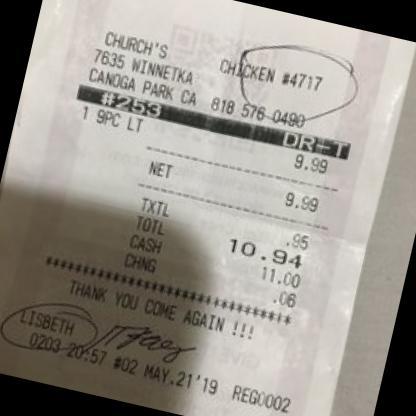 CHURCH'S CHICKEN #4717
7635 WINNETKA
CANOGA PARK CA 818 576 0490
#253 DR-T
1 9PC LT 9.99
NET 9.99
TXTL .95
TOTL 10.94
CASH 11.00
CHNG .06
THANK YOU COME AGAIN !!!
LISBETH
0203 20:57 #02 MAY.21'19 REG0002